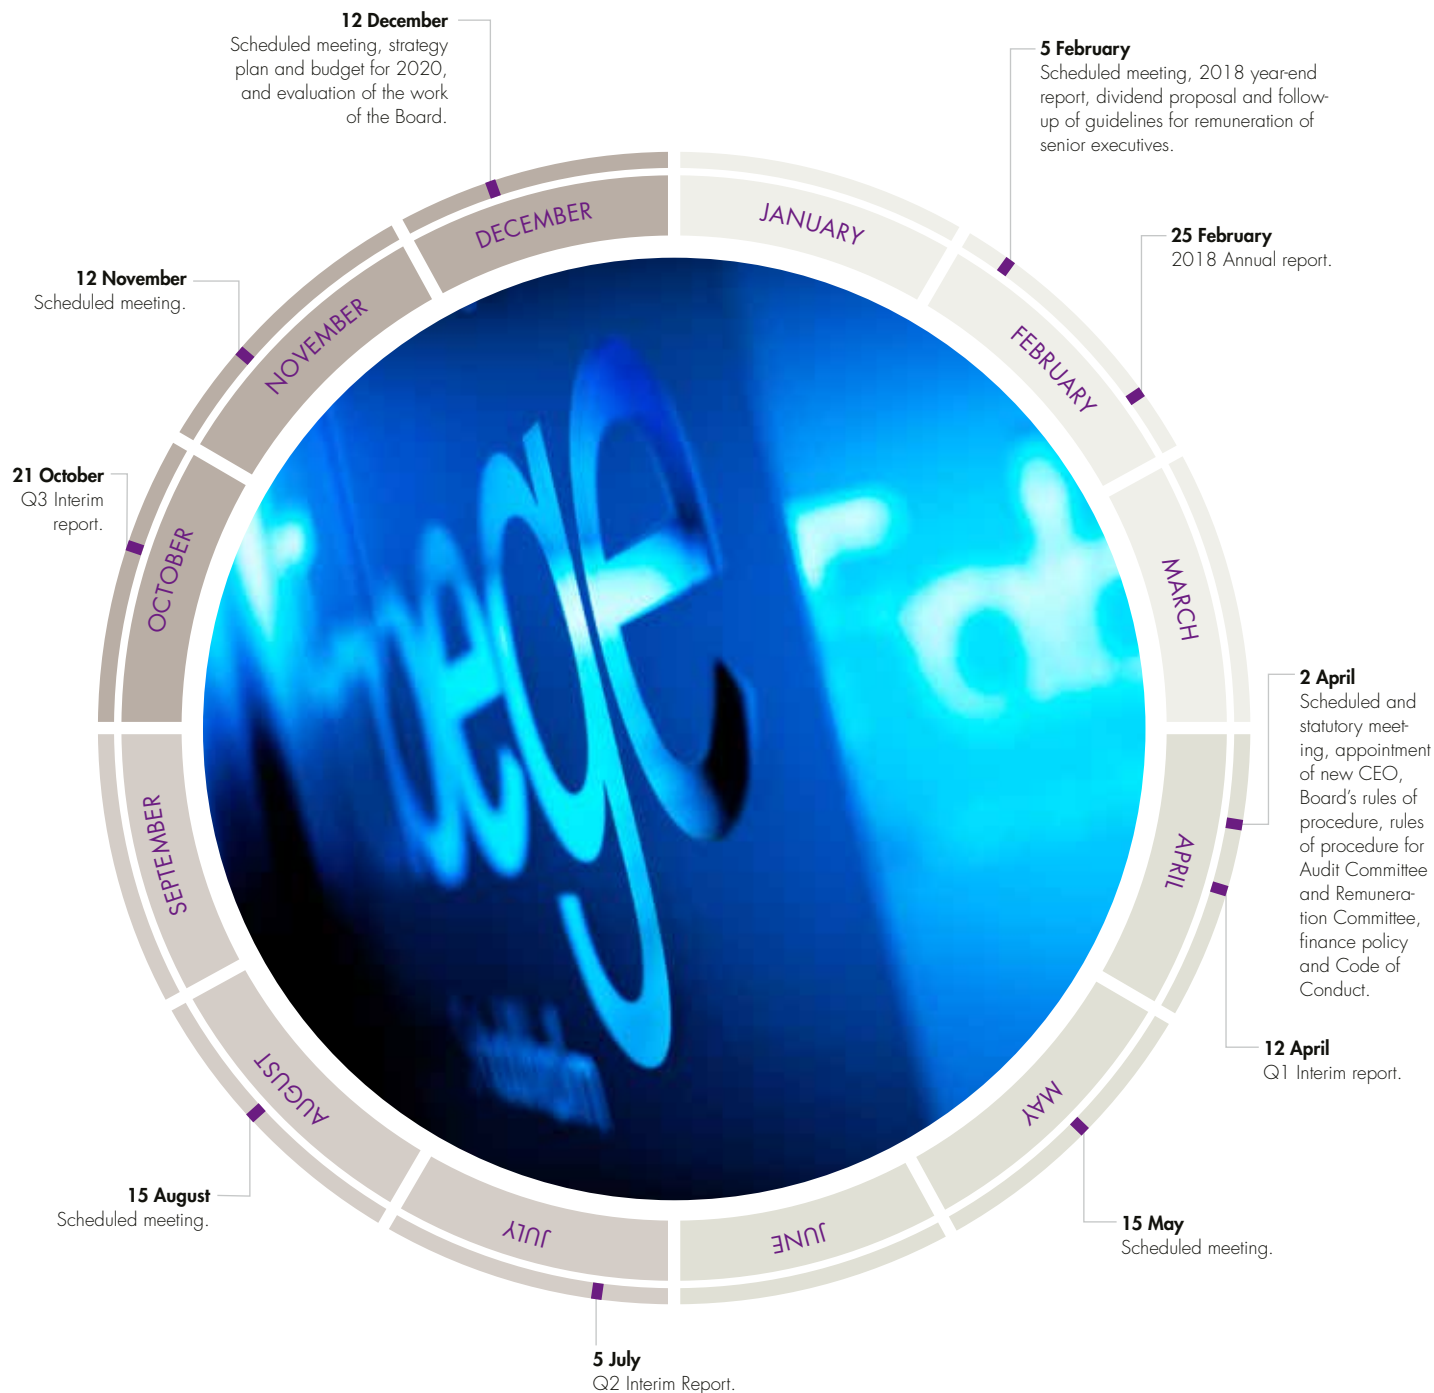 12 December
Scheduled meeting, strategy
plan and budget for 2020,
and evaluation of the work
of the Board.
5 February
Scheduled meeting, 2018 year-end
report, dividend proposal and follow-
up of guidelines for remuneration of
senior executives.
25 February
2018 Annual report.
2 April
Scheduled and
statutory meet-
ing, appointment
of new CEO,
Board's rules of
procedure, rules
of procedure for
Audit Committee
and Remunera-
tion Committee,
finance policy
and Code of
Conduct.
12 April
Q1 Interim report.
15 May
Scheduled meeting.
5 July
Q2 Interim Report.
15 August
Scheduled meeting.
21 October
Q3 Interim
report.
12 November
Scheduled meeting.
JANUARY
FEBRUARY
MARCH
APRIL
MAY
JUNE
JULY
AUGUST
SEPTEMBER
OCTOBER
NOVEMBER
DECEMBER